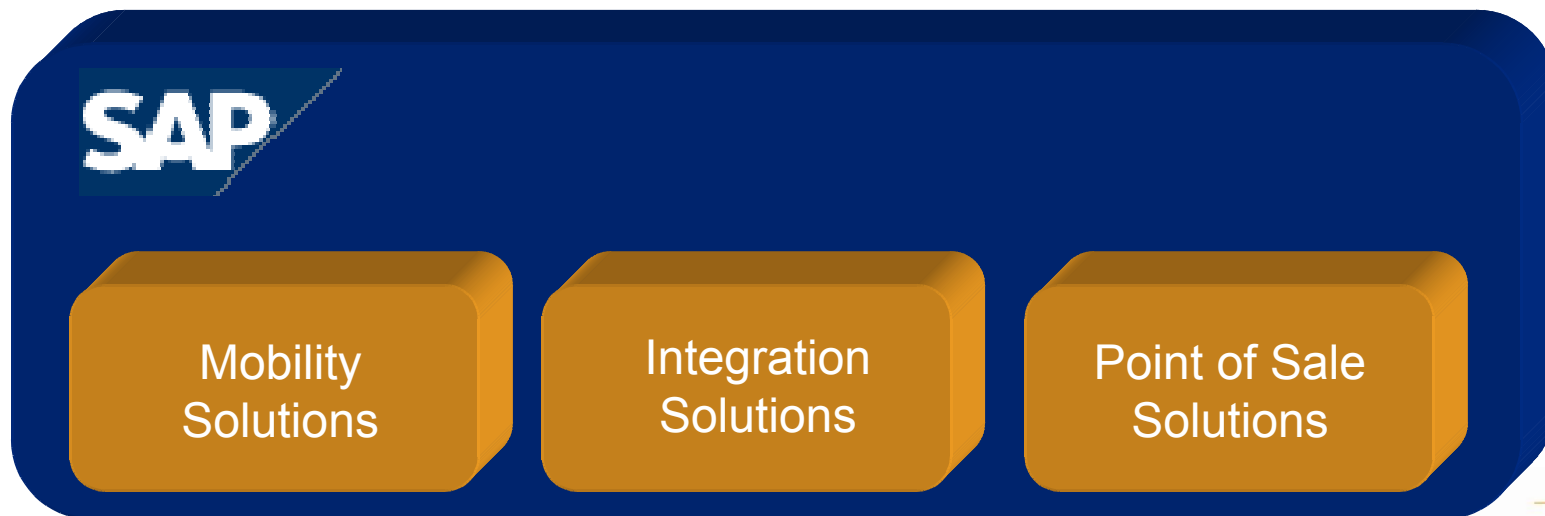 SAP
Mobility
Solutions
Integration
Solutions
Point of Sale
Solutions